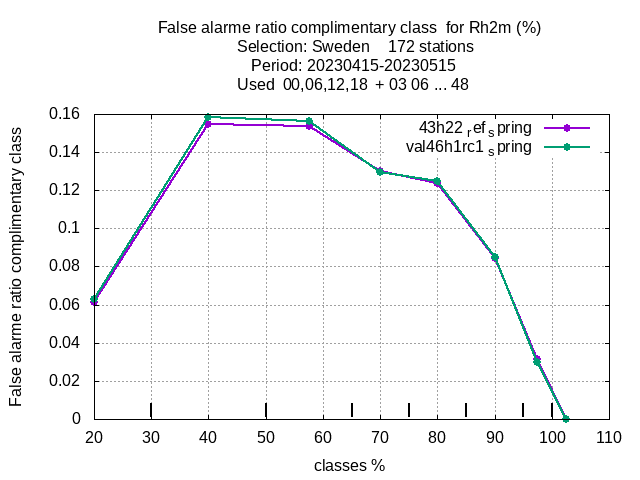 False alarme ratio complimentary class  for Rh2m (%)
Selection: Sweden    172 stations
Period: 20230415-20230515
Used  00,06,12,18  + 03 06 ... 48
43h22 ref spring
val46h1rc1 spring
False alarme ratio complimentary class
0.16
0.14
0.12
0.1
0.08
0.06
0.04
0.02
0
20 30 40 50 60 70 80 90 100 110
classes %